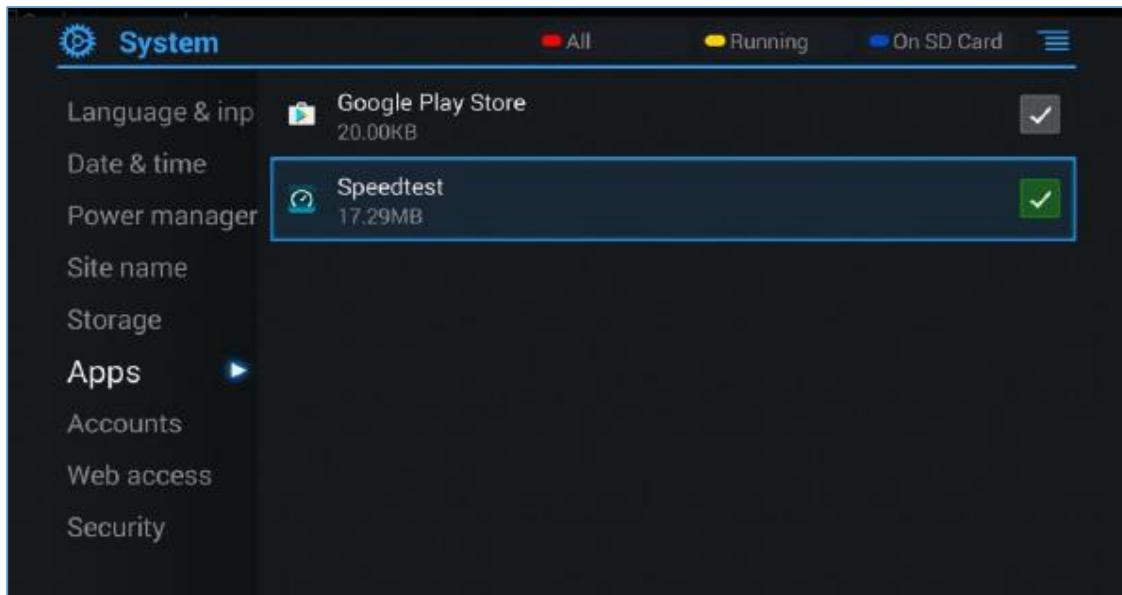 System
All
Running
On SD Card
Language & inp
Date & time
Power manager
Site name
Storage
Apps
Accounts
Web access
Security
Google Play Store
20.00KB
Speedtest
17.29MB